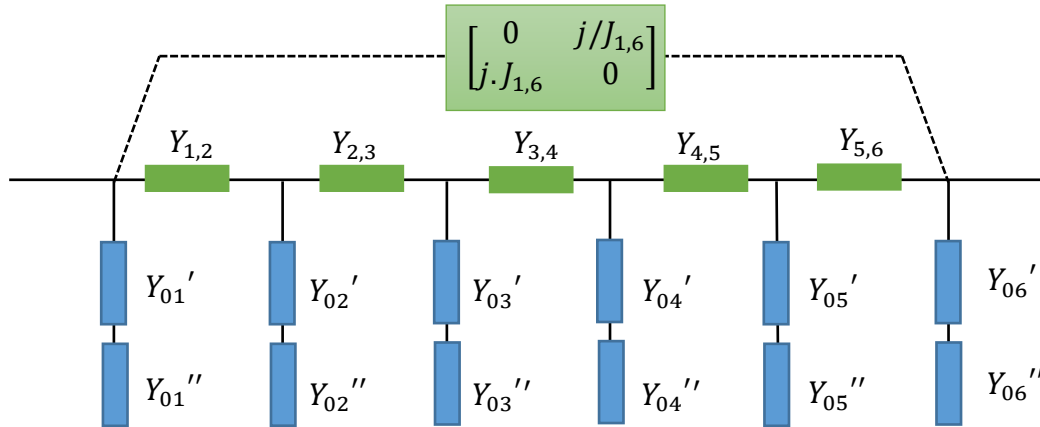 [0 j/J₁,₆
j.J₁,₆ 0]
Y₁,₂ Y₂,₃ Y₃,₄ Y₄,₅ Y₅,₆
Y₀₁′ Y₀₂′ Y₀₃′ Y₀₄′ Y₀₅′ Y₀₆′
Y₀₁′′ Y₀₂′′ Y₀₃′′ Y₀₄′′ Y₀₅′′ Y₀₆′′